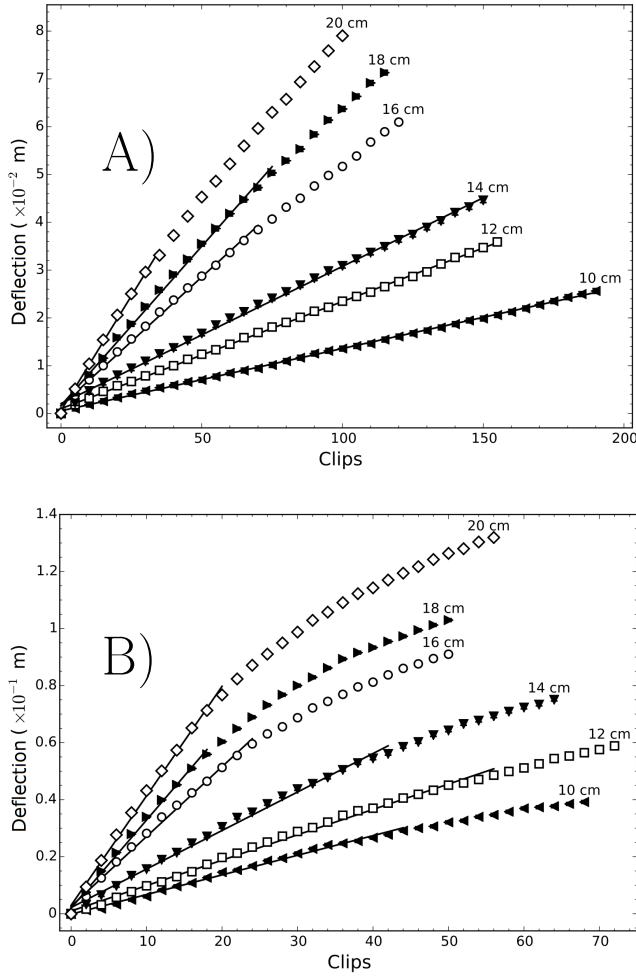 20 cm
18 cm
16 cm
14 cm
12 cm
10 cm
A)
8
7
6
5
4
3
2
1
0
Deflection ( ×10⁻² m)
0
50
100
150
200
Clips
20 cm
18 cm
16 cm
14 cm
12 cm
10 cm
B)
1.4
1.2
1.0
0.8
0.6
0.4
0.2
0
Deflection ( ×10⁻¹ m)
0
10
20
30
40
50
60
70
Clips